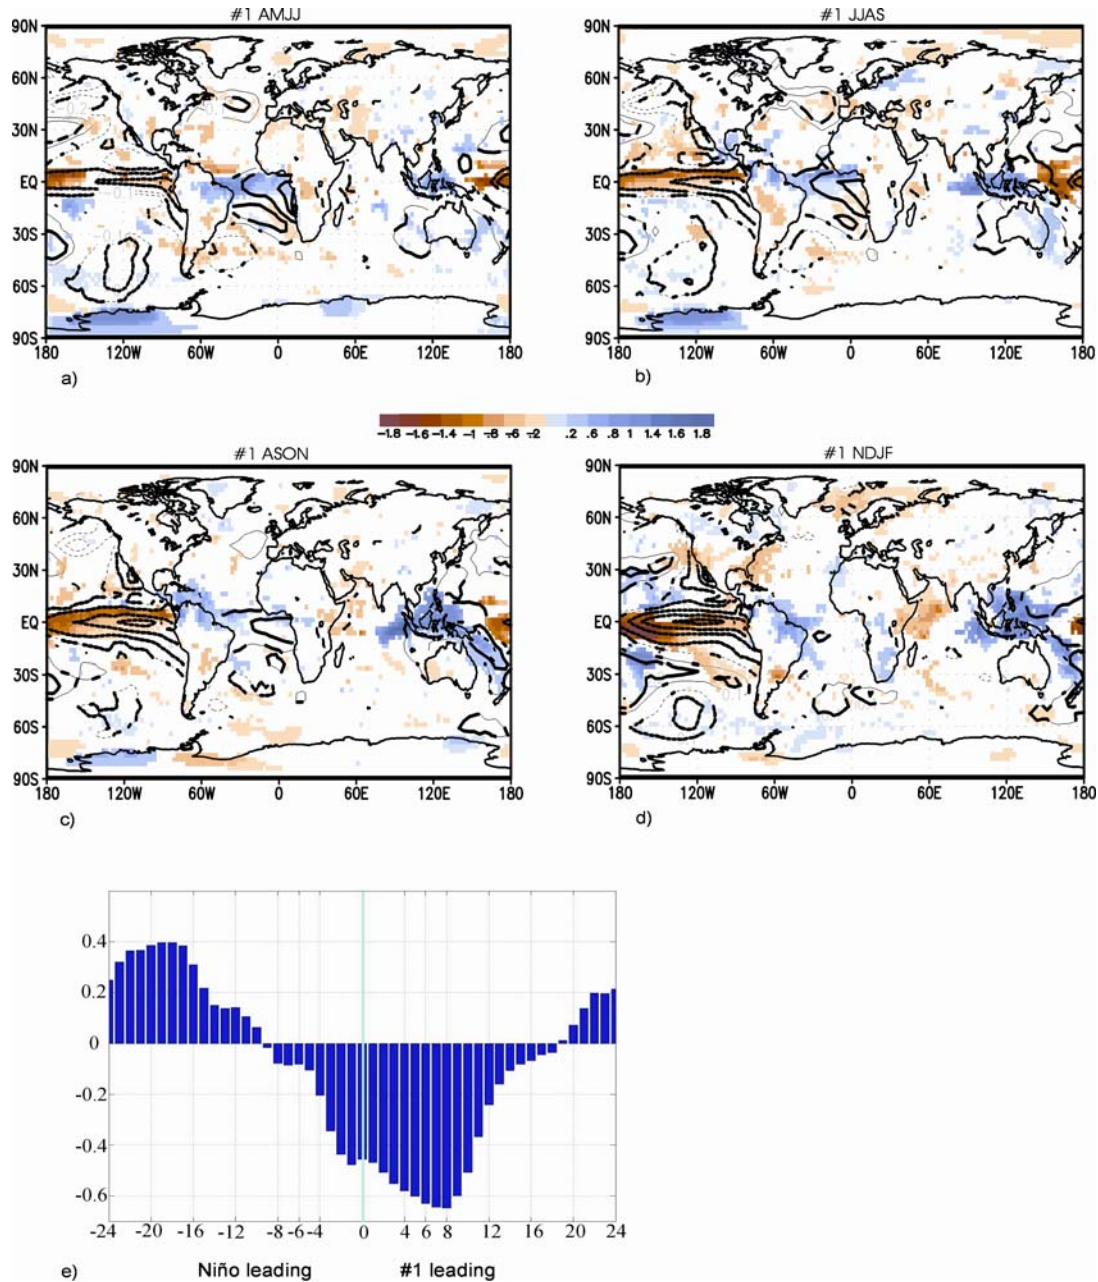 #1 AMJJ
#1 JJAS
90N
60N
30N
EQ
30S
60S
90S
180 120W 60W 0 60E 120E 180
a)
90N
60N
30N
EQ
30S
60S
90S
180 120W 60W 0 60E 120E 180
b)
-1.8 -1.6 -1.4 -1 -8 -6 -2 .2 .6 1 1.4 1.6 1.8
#1 ASON
#1 NDJF
90N
60N
30N
EQ
30S
60S
90S
180 120W 60W 0 60E 120E 180
c)
90N
60N
30N
EQ
30S
60S
90S
180 120W 60W 0 60E 120E 180
d)
0.4
0.2
0
-0.2
-0.4
-0.6
-24 -20 -16 -12 -8 -6 -4 0 4 6 8 12 16 20 24
e) Niño leading #1 leading